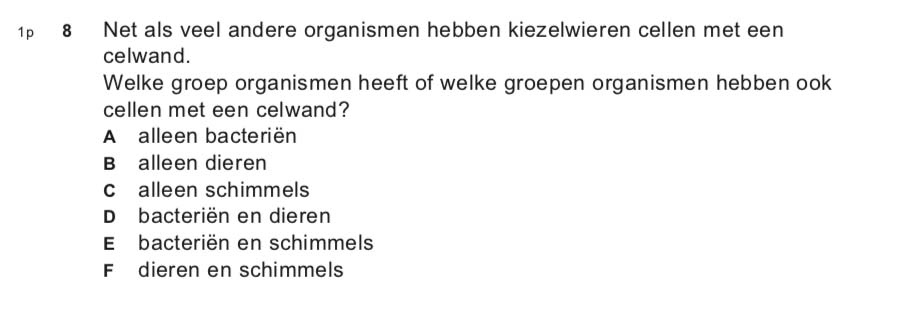 1p 8 Net als veel andere organismen hebben kiezelwieren cellen met een
celwand.
Welke groep organismen heeft of welke groepen organismen hebben ook
cellen met een celwand?
A alleen bacteriën
B alleen dieren
C alleen schimmels
D bacteriën en dieren
E bacteriën en schimmels
F dieren en schimmels